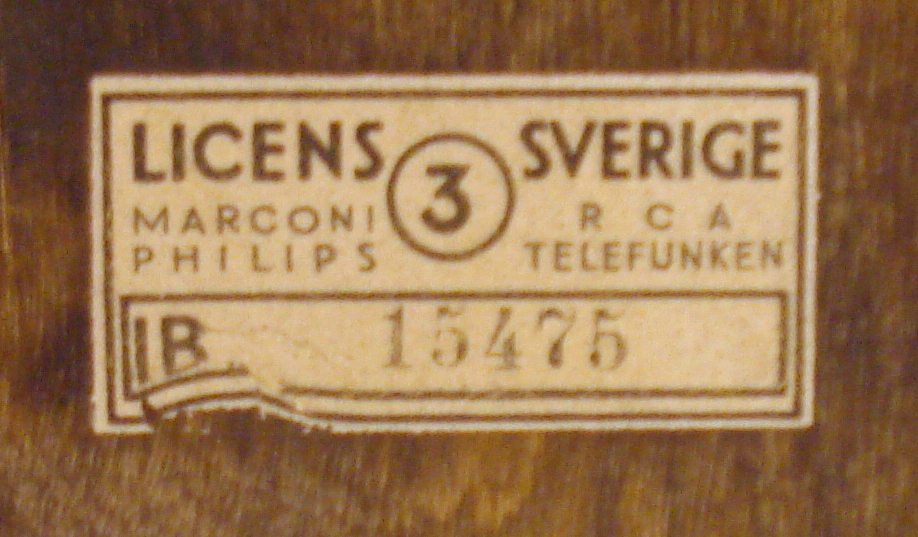 LICENS 3 SVERIGE
MARCONI R C A
PHILIPS TELEFUNKEN
IB 15475